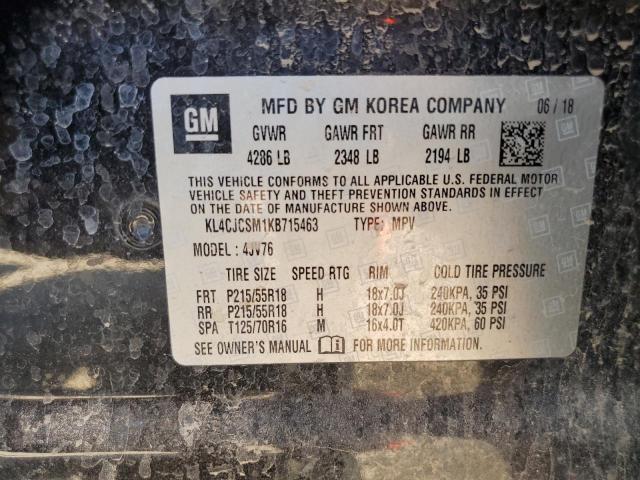 GM MFD BY GM KOREA COMPANY 06/18
GVWR GAWR FRT GAWR RR
4286 LB 2348 LB 2194 LB
THIS VEHICLE CONFORMS TO ALL APPLICABLE U.S. FEDERAL MOTOR
VEHICLE SAFETY AND THEFT PREVENTION STANDARDS IN EFFECT
ON THE DATE OF MANUFACTURE SHOWN ABOVE.
KL4CJCSM1KB715463 TYPE: MPV
MODEL: 4JV76
TIRE SIZE SPEED RTG RIM COLD TIRE PRESSURE
FRT P215/55R18 H 18x7.0J 240KPA, 35 PSI
RR P215/55R18 H 18x7.0J 240KPA, 35 PSI
SPA T125/70R16 M 16x4.0T 420KPA, 60 PSI
SEE OWNER'S MANUAL FOR MORE INFORMATION.